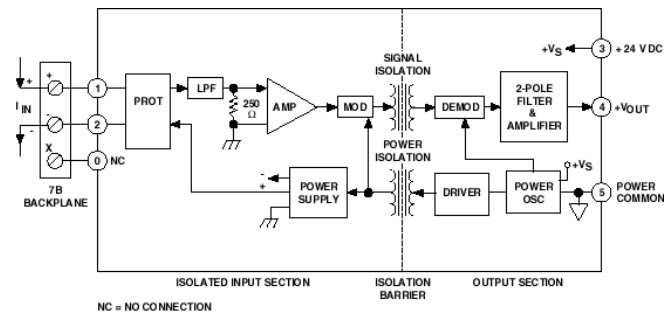 SIGNAL
ISOLATION
+VS
3
+ 24 V DC
+
+
1
PROT
LPF
250
Ω
AMP
MOD
DEMOD
2-POLE
FILTER
&
AMPLIFIER
4
+VOUT
I IN
-
-
2
X
0
NC
POWER
ISOLATION
+VS
7B
BACKPLANE
-
+
POWER
SUPPLY
DRIVER
POWER
OSC
5
POWER
COMMON
ISOLATED INPUT SECTION
ISOLATION
BARRIER
OUTPUT SECTION
NC = NO CONNECTION